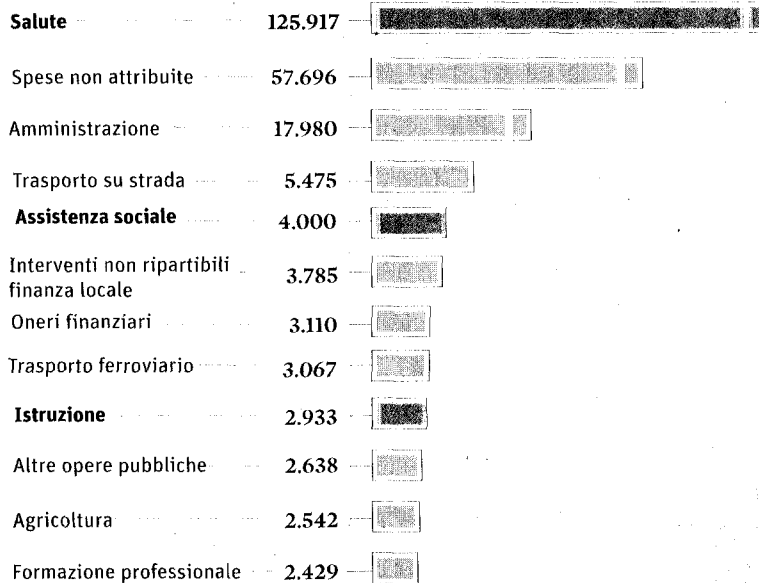 Salute 125.917
Spese non attribuite 57.696
Amministrazione 17.980
Trasporto su strada 5.475
Assistenza sociale 4.000
Interventi non ripartibili
finanza locale 3.785
Oneri finanziari 3.110
Trasporto ferroviario 3.067
Istruzione 2.933
Altre opere pubbliche 2.638
Agricoltura 2.542
Formazione professionale 2.429